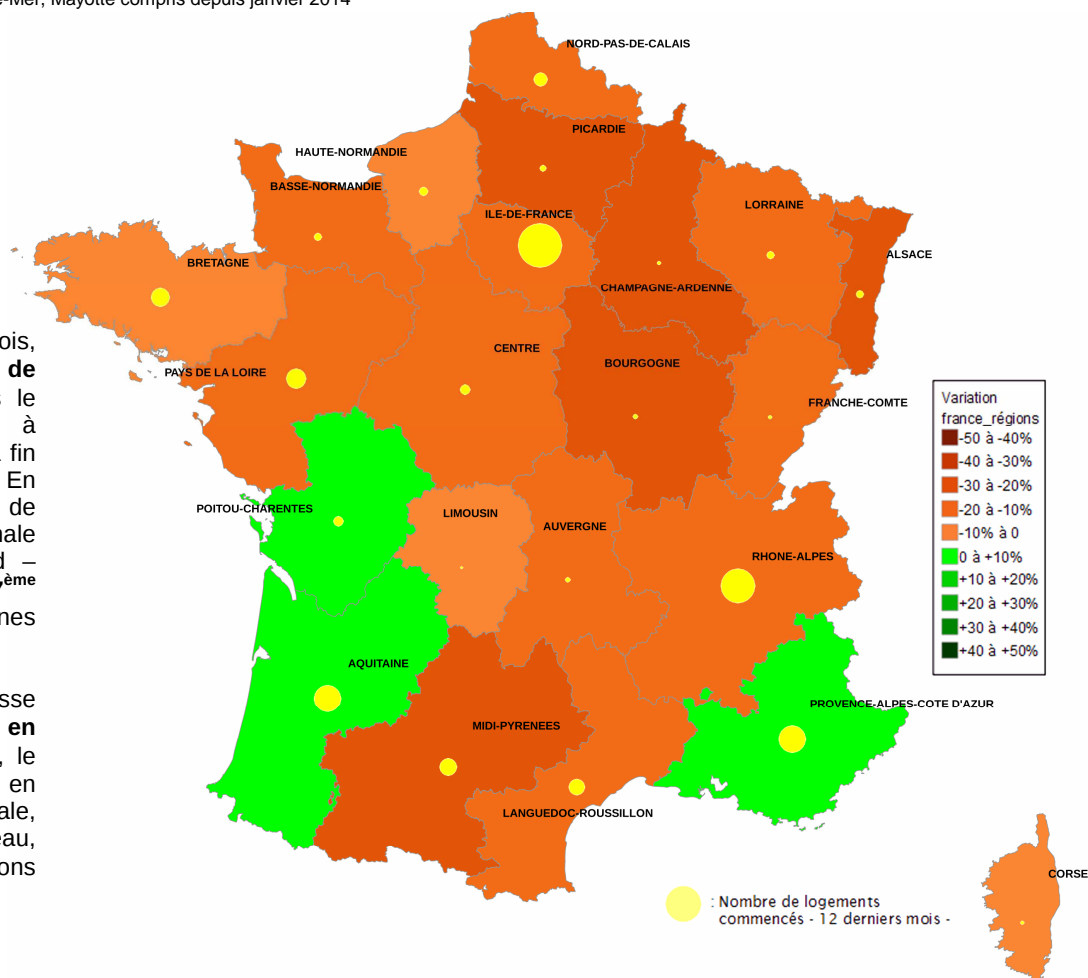 e-Mer, Mayotte compris depuis janvier 2014
NORD-PAS-DE-CALAIS
PICARDIE
HAUTE-NORMANDIE
BASSE-NORMANDIE
ILE-DE-FRANCE
LORRAINE
ALSACE
BRETAGNE
CHAMPAGNE-ARDENNE
CENTRE
BOURGOGNE
PAYS DE LA LOIRE
FRANCHE-COMTE
POITOU-CHARENTES
LIMOUSIN
AUVERGNE
RHONE-ALPES
AQUITAINE
PROVENCE-ALPES-COTE D'AZUR
MIDI-PYRENEES
LANGUEDOC-ROUSSILLON
CORSE
ois,
de
s le
à
fin
En
de
nale
d –
ème
nes
sse
en
, le
en
ale,
eau,
ons
Variation
france_régions
-50 à -40%
-40 à -30%
-30 à -20%
-20 à -10%
-10% à 0
0 à +10%
+10 à +20%
+20 à +30%
+30 à +40%
+40 à +50%
: Nombre de logements
commencés - 12 derniers mois -